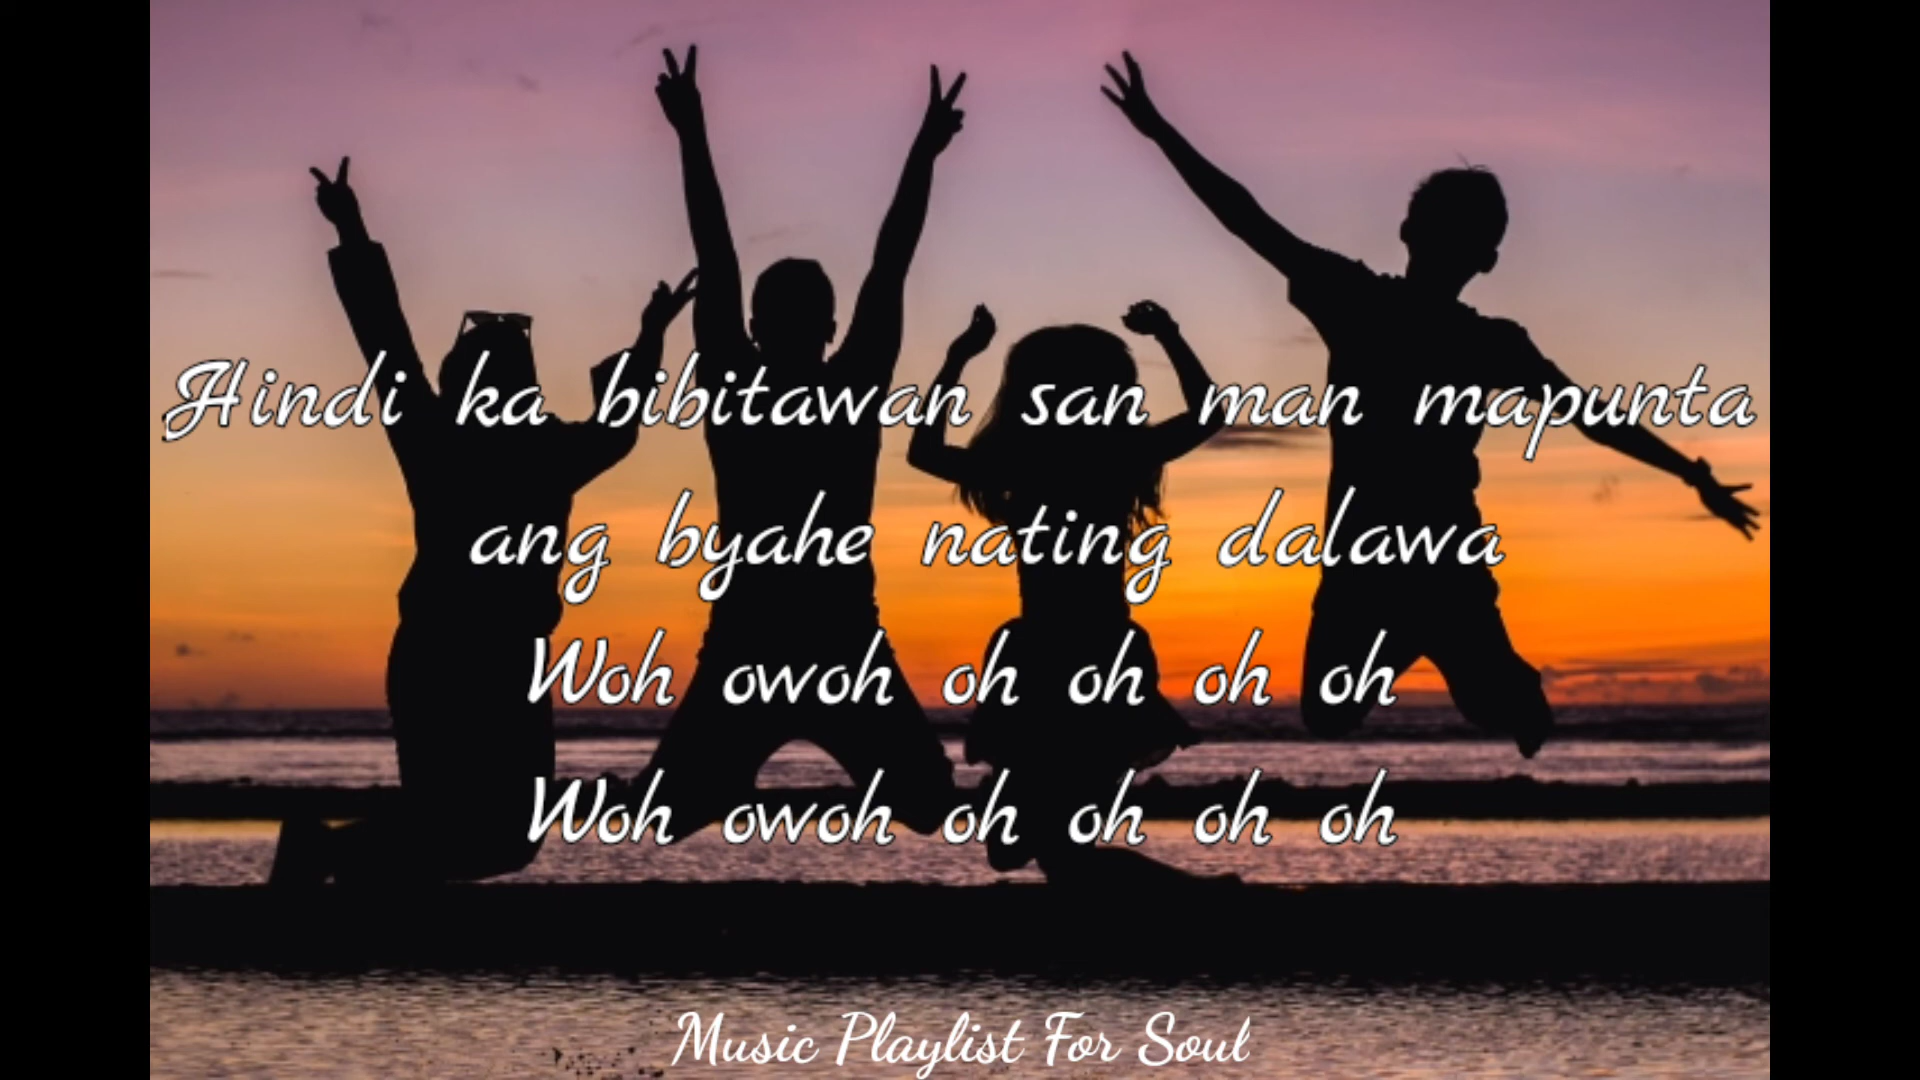 Hindi ka bibitawan san man mapunta
ang byahe nating dalawa
Woh owoh oh oh oh oh
Woh owoh oh oh oh oh
Music Playlist For Soul